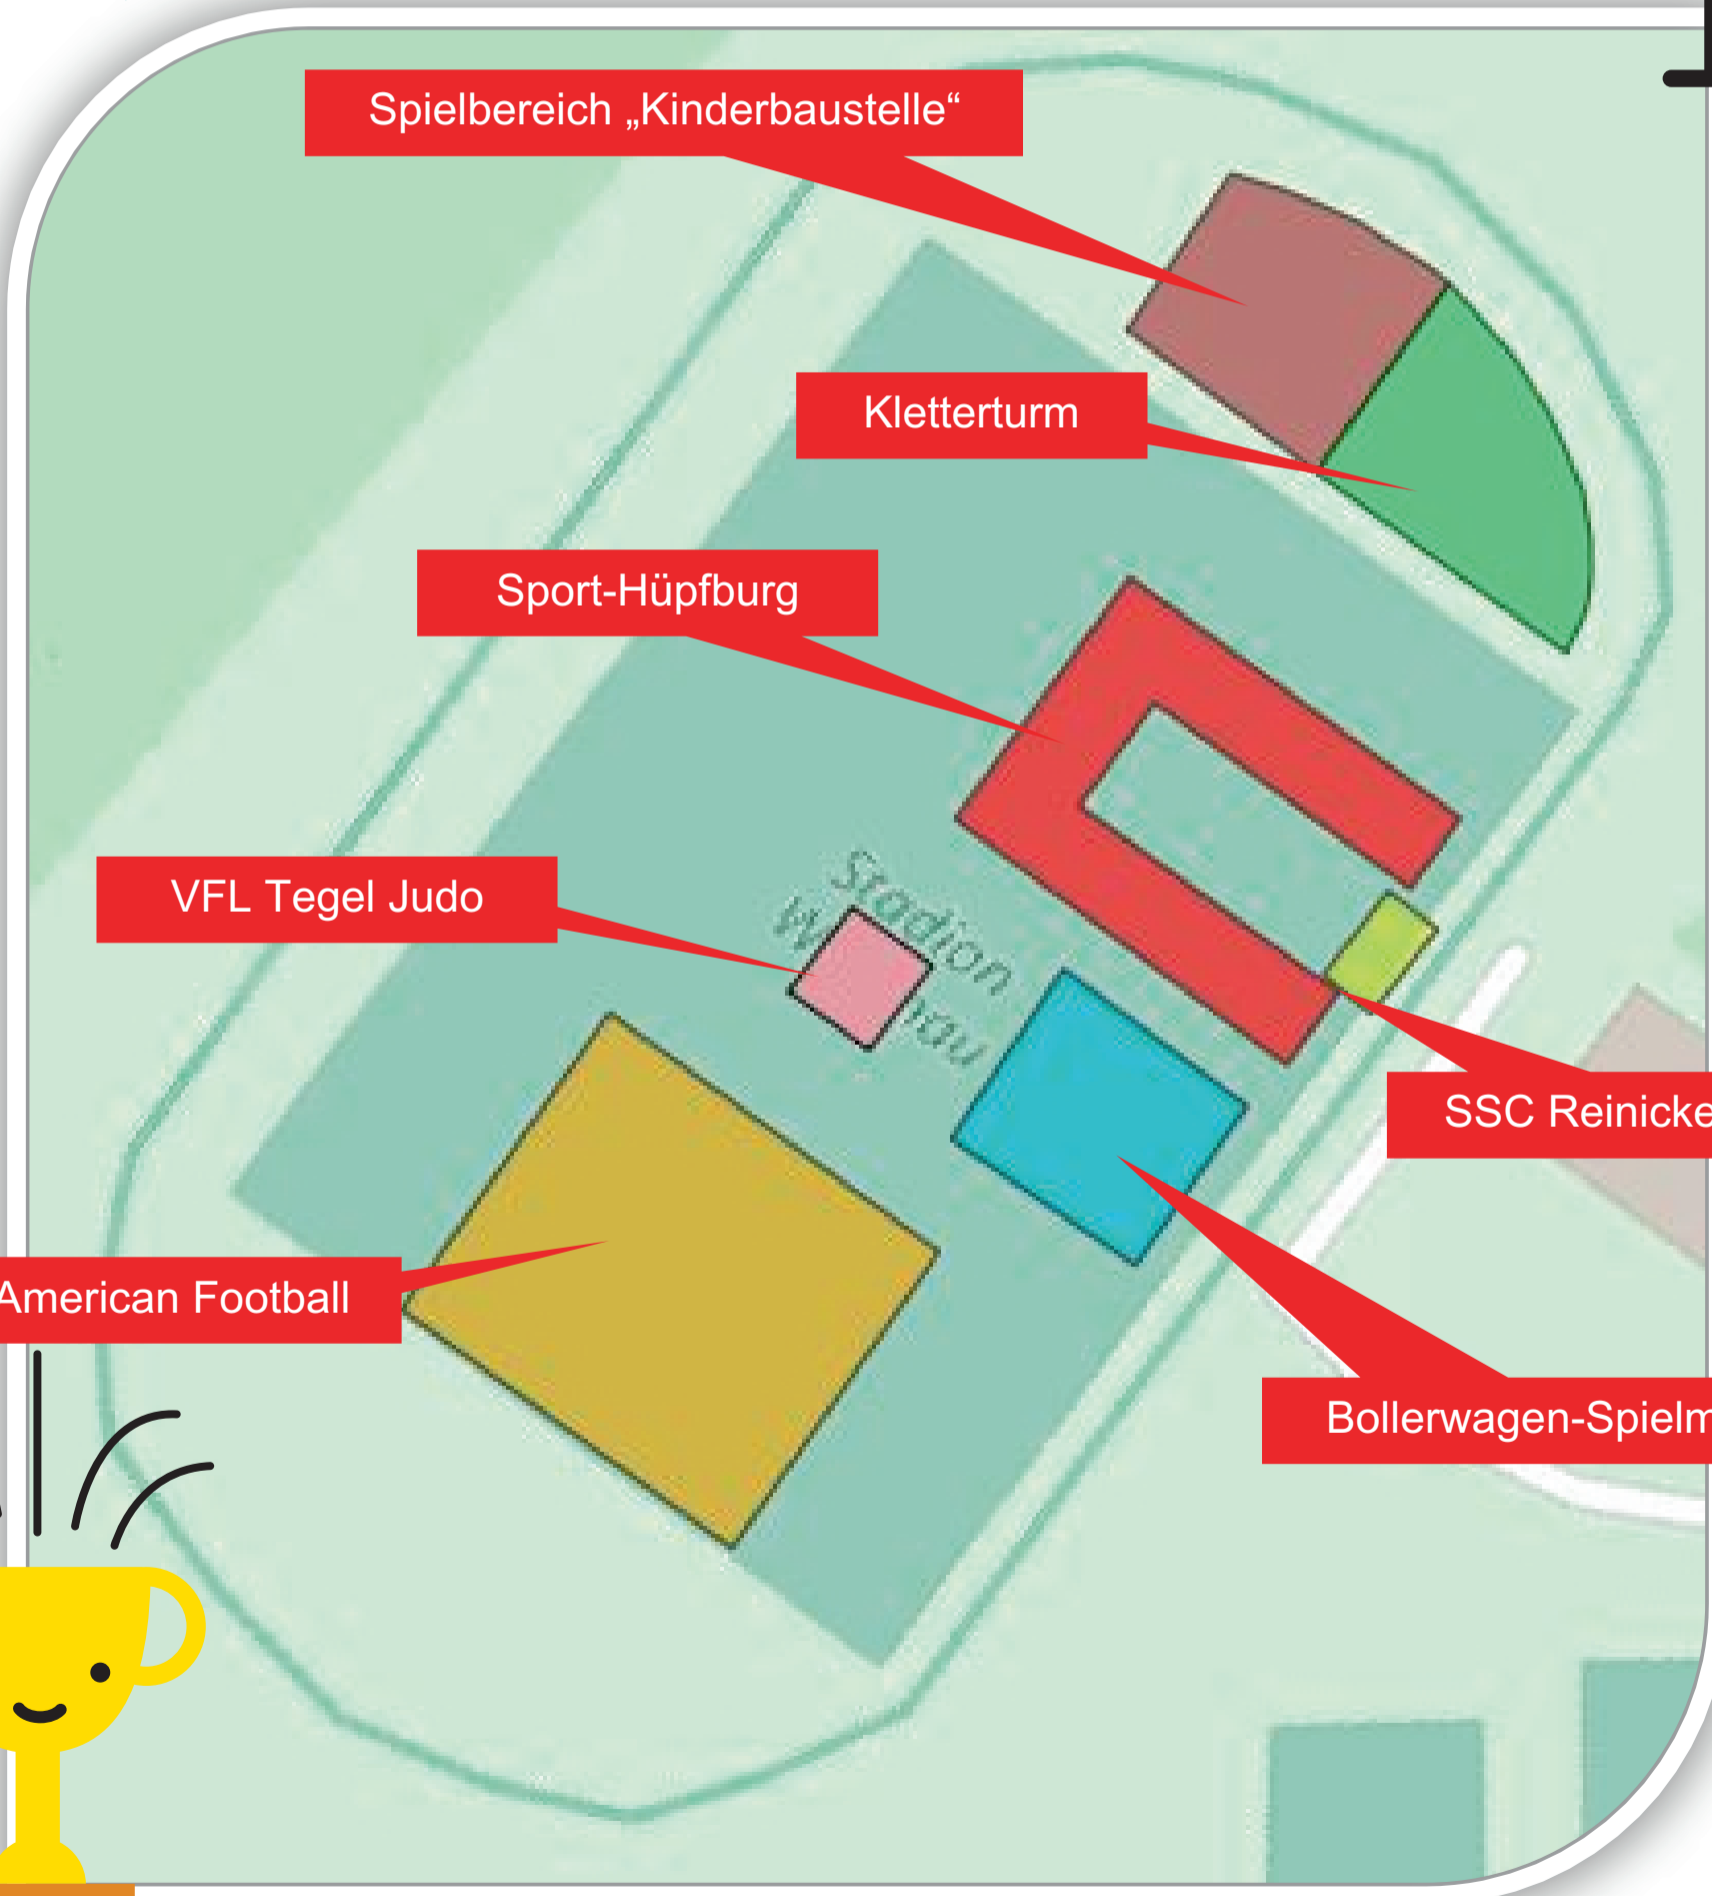 Spielbereich „Kinderbaustelle“
Kletterturm
Sport-Hüpfburg
VFL Tegel Judo
Stadion
SSC Reinicke
American Football
Bollerwagen-Spielm